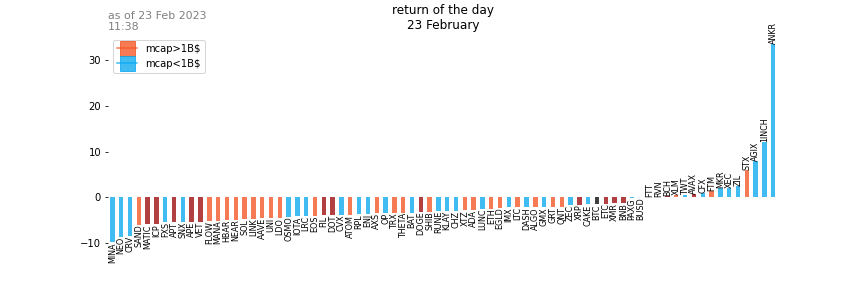 as of 23 Feb 2023
11:38
return of the day
23 February
mcap>1B$
mcap<1B$
30
20
10
0
−10
MINA
NEO
CRV
SAND
MATIC
ICP
FXS
APT
SNX
APE
VET
FLOW
MANA
HBAR
NEAR
SOL
LINK
AAVE
UNI
LDO
OSMO
IOTA
LRC
EOS
FIL
DOT
CVX
ATOM
RPL
ENJ
AXS
OP
TRX
THETA
BAT
DOGE
SHIB
RUNE
KLAY
CHZ
XTZ
ADA
LUNC
ETH
EGLD
IMX
LTC
DASH
ALGO
GMX
GRT
QNT
ZEC
XRP
CAKE
BTC
ETC
XMR
BNB
PAXG
BUSD
FTT
RVN
BCH
XLM
TWT
AVAX
CFX
FTM
MKR
XEC
ZIL
STX
AGIX
1INCH
ANKR